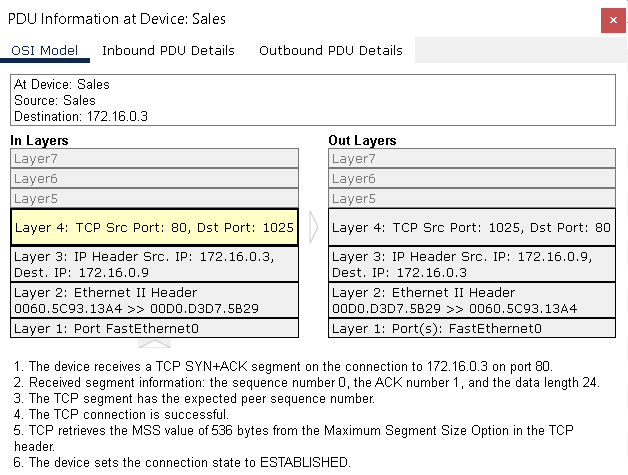 PDU Information at Device: Sales
OSI Model Inbound PDU Details Outbound PDU Details
At Device: Sales
Source: Sales
Destination: 172.16.0.3
In Layers
Layer7
Layer6
Layer5
Layer 4: TCP Src Port: 80, Dst Port: 1025
Layer 3: IP Header Src. IP: 172.16.0.3,
Dest. IP: 172.16.0.9
Layer 2: Ethernet II Header
0060.5C93.13A4 >> 00D0.D3D7.5B29
Layer 1: Port FastEthernet0
Out Layers
Layer7
Layer6
Layer5
Layer 4: TCP Src Port: 1025, Dst Port: 80
Layer 3: IP Header Src. IP: 172.16.0.9,
Dest. IP: 172.16.0.3
Layer 2: Ethernet II Header
00D0.D3D7.5B29 >> 0060.5C93.13A4
Layer 1: Port(s): FastEthernet0
1. The device receives a TCP SYN+ACK segment on the connection to 172.16.0.3 on port 80.
2. Received segment information: the sequence number 0, the ACK number 1, and the data length 24.
3. The TCP segment has the expected peer sequence number.
4. The TCP connection is successful.
5. TCP retrieves the MSS value of 536 bytes from the Maximum Segment Size Option in the TCP
header.
6. The device sets the connection state to ESTABLISHED.